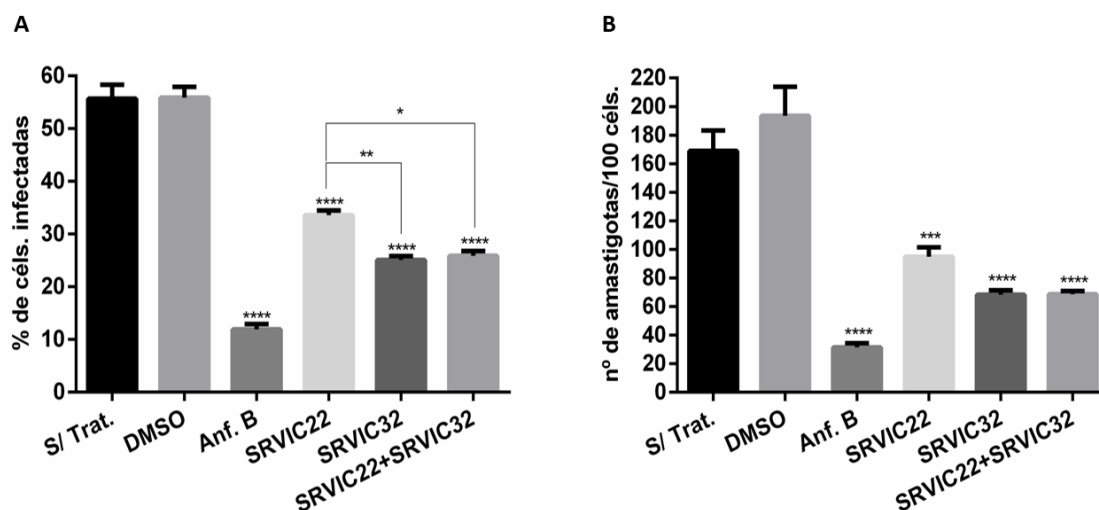 A
% de céls. infectadas
60
50
40
30
20
10
0
*
**
****
****
****
****
S/ Trat.
DMSO
Anf. B
SRVIC22
SRVIC32
SRVIC22+SRVIC32
B
nº de amastigotas/100 céls.
220
200
180
160
140
120
100
80
60
40
20
0
****
***
****
****
S/ Trat.
DMSO
Anf. B
SRVIC22
SRVIC32
SRVIC22+SRVIC32